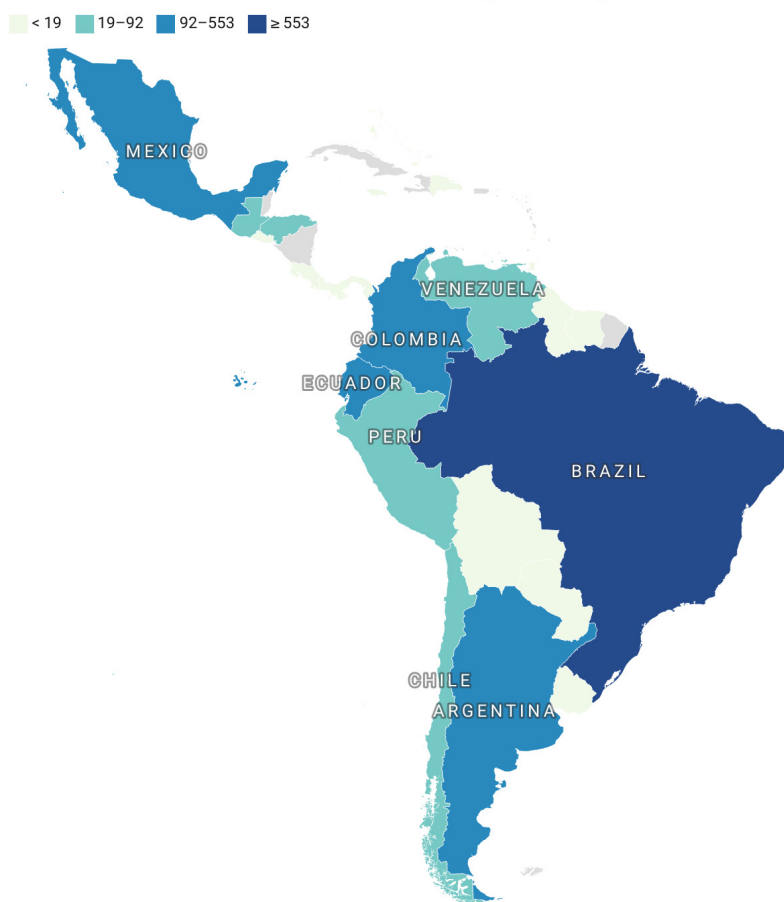 < 19 19–92 92–553 ≥ 553
MEXICO
VENEZUELA
COLOMBIA
ECUADOR
PERU
BRAZIL
CHILE
ARGENTINA